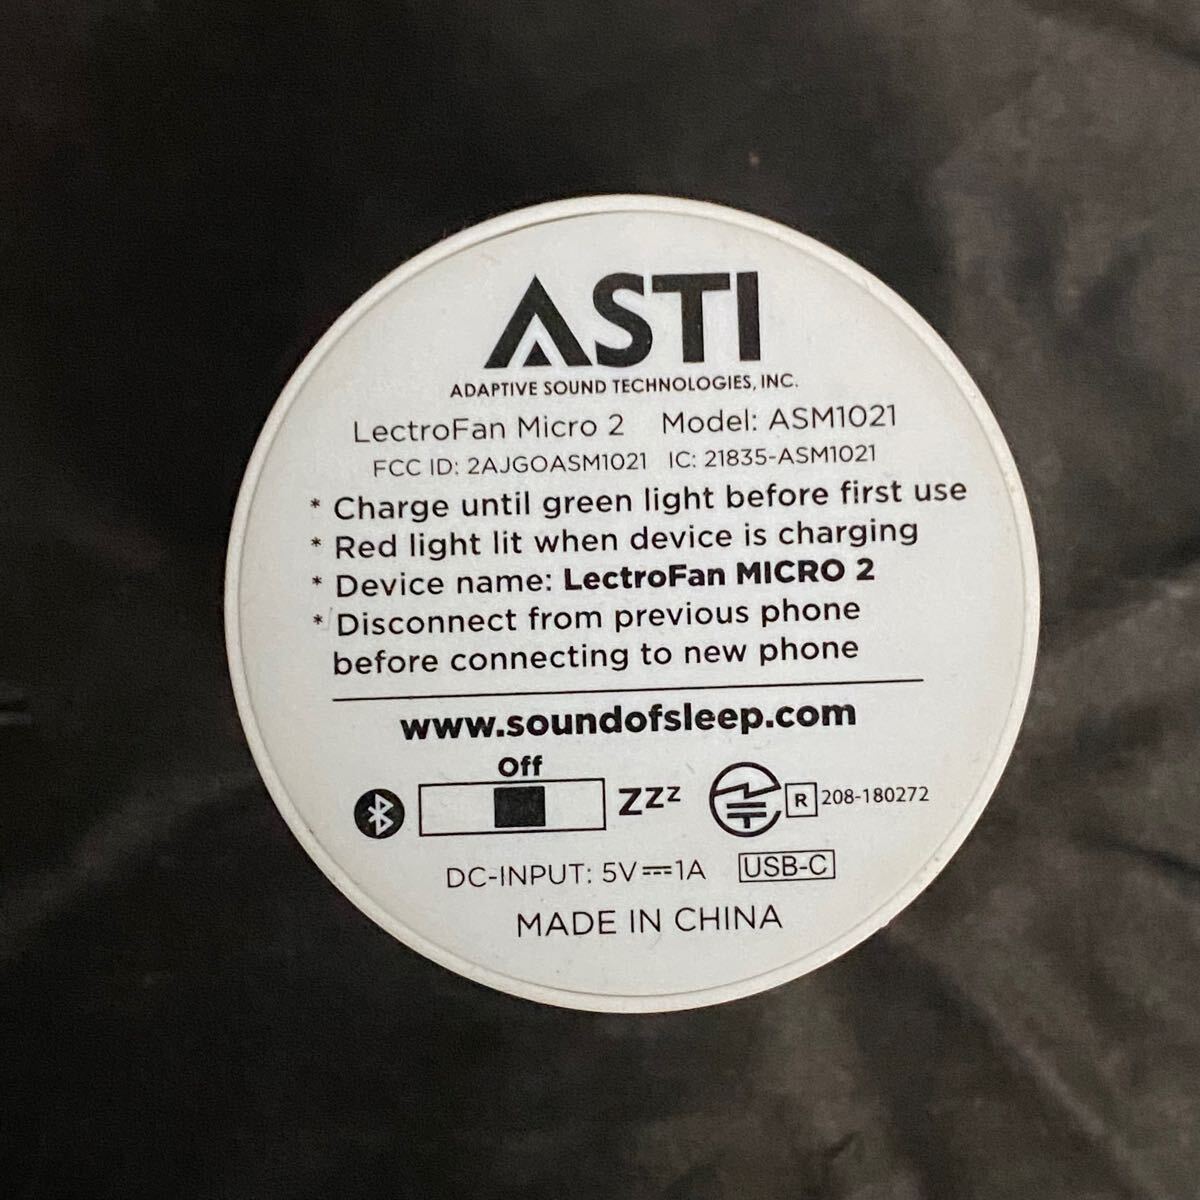 ASTI
ADAPTIVE SOUND TECHNOLOGIES, INC.
LectroFan Micro 2 Model: ASM1021
FCC ID: 2AJGOASM1021 IC: 21835-ASM1021
* Charge until green light before first use
* Red light lit when device is charging
* Device name: LectroFan MICRO 2
* Disconnect from previous phone
before connecting to new phone
www.soundofsleep.com
Off
ZZZ R 208-180272
DC-INPUT: 5V⎓1A USB-C
MADE IN CHINA